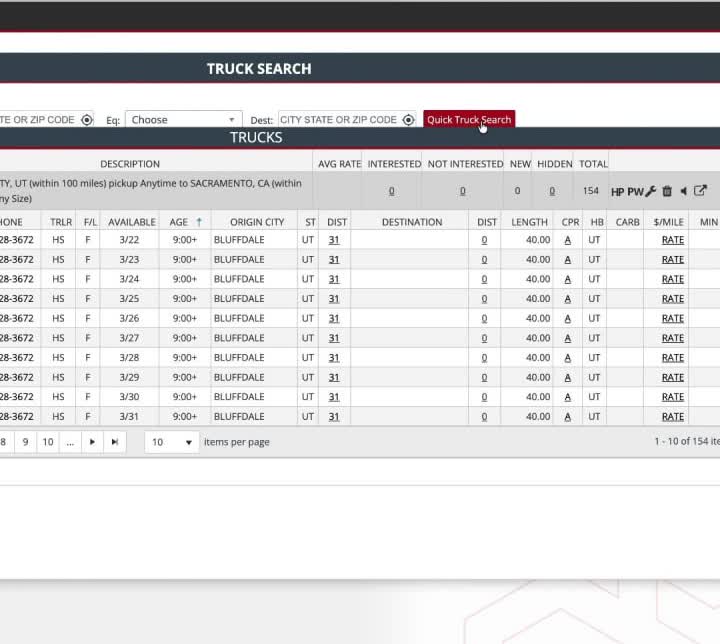 TRUCK SEARCH
TE OR ZIP CODE Eq: Choose Dest: CITY STATE OR ZIP CODE Quick Truck Search
TRUCKS
DESCRIPTION AVG RATE INTERESTED NOT INTERESTED NEW HIDDEN TOTAL
TY, UT (within 100 miles) pickup Anytime to SACRAMENTO, CA (within
ny Size) 0 0 0 0 154 HP PW
HONE TRLR F/L AVAILABLE AGE ↑ ORIGIN CITY ST DIST DESTINATION DIST LENGTH CPR HB CARB $/MILE MIN
28-3672 HS F 3/22 9:00+ BLUFFDALE UT 31 0 40.00 A UT RATE
28-3672 HS F 3/23 9:00+ BLUFFDALE UT 31 0 40.00 A UT RATE
28-3672 HS F 3/24 9:00+ BLUFFDALE UT 31 0 40.00 A UT RATE
28-3672 HS F 3/25 9:00+ BLUFFDALE UT 31 0 40.00 A UT RATE
28-3672 HS F 3/26 9:00+ BLUFFDALE UT 31 0 40.00 A UT RATE
28-3672 HS F 3/27 9:00+ BLUFFDALE UT 31 0 40.00 A UT RATE
28-3672 HS F 3/28 9:00+ BLUFFDALE UT 31 0 40.00 A UT RATE
28-3672 HS F 3/29 9:00+ BLUFFDALE UT 31 0 40.00 A UT RATE
28-3672 HS F 3/30 9:00+ BLUFFDALE UT 31 0 40.00 A UT RATE
28-3672 HS F 3/31 9:00+ BLUFFDALE UT 31 0 40.00 A UT RATE
8 9 10 ... 10 items per page 1 - 10 of 154 ite